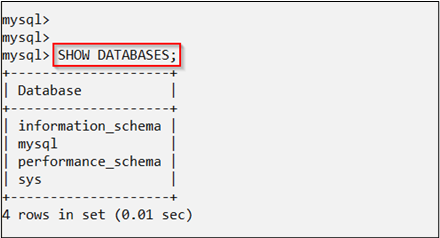 mysql>
mysql>
mysql> SHOW DATABASES;
+--------------------+
| Database           |
+--------------------+
| information_schema |
| mysql              |
| performance_schema |
| sys                |
+--------------------+
4 rows in set (0.01 sec)